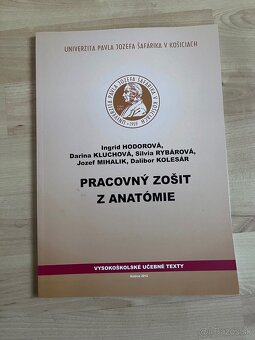 UNIVERZITA PAVLA JOZEFA ŠAFÁRIKA V KOŠICIACH
Ingrid HODOROVÁ,
Darina KLUCHOVÁ, Silvia RYBÁROVÁ,
Jozef MIHALIK, Dalibor KOLESÁR
PRACOVNÝ ZOŠIT
Z ANATÓMIE
VYSOKOŠKOLSKÉ UČEBNÉ TEXTY